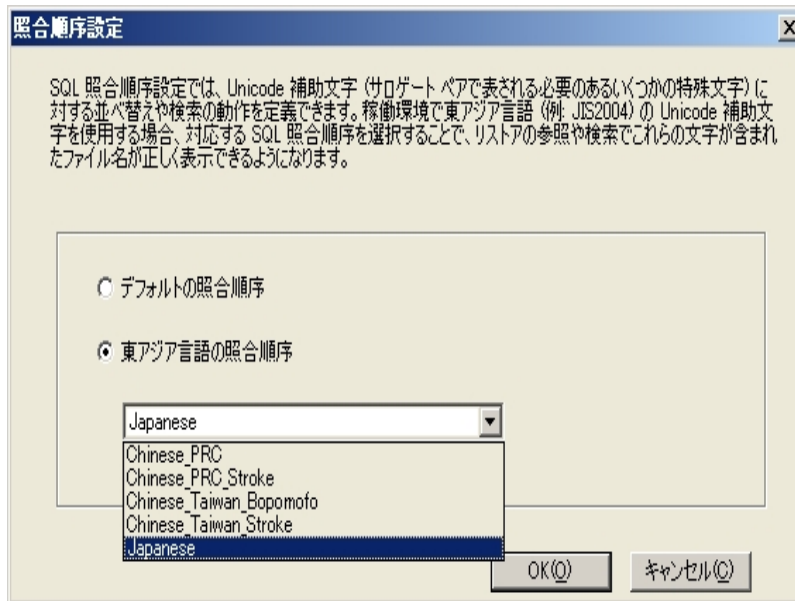 照合順序設定
SQL 照合順序設定では、Unicode 補助文字 (サロゲート ペアで表される必要のあるいくつかの特殊文字) に
対する並べ替えや検索の動作を定義できます。稼働環境で東アジア言語 (例: JIS2004) の Unicode 補助文
字を使用する場合、対応する SQL 照合順序を選択することで、リストアの参照や検索でこれらの文字が含まれ
たファイル名が正しく表示できるようになります。
デフォルトの照合順序
東アジア言語の照合順序
Japanese
Chinese_PRC
Chinese_PRC_Stroke
Chinese_Taiwan_Bopomofo
Chinese_Taiwan_Stroke
Japanese
OK(O) キャンセル(C)